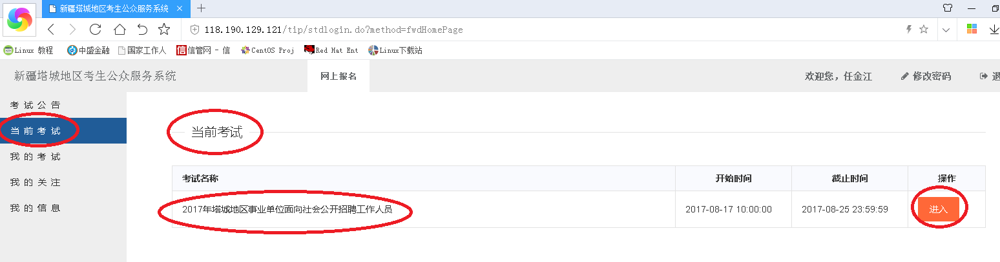 新疆塔城地区考生公众服务系统
118.190.129.121/tip/stdlogin.do?method=fwdHomePage
Linux 教程 中盛金融 国家工作人 信管网 - 信 CentOS Proj Red Hat Ent Linux下载站
新疆塔城地区考生公众服务系统 网上报名 欢迎您，任金江 修改密码 退
考试公告
当前考试
我的考试
我的关注
我的信息
当前考试
考试名称 开始时间 截止时间 操作
2017年塔城地区事业单位面向社会公开招聘工作人员 2017-08-17 10:00:00 2017-08-25 23:59:59 进入